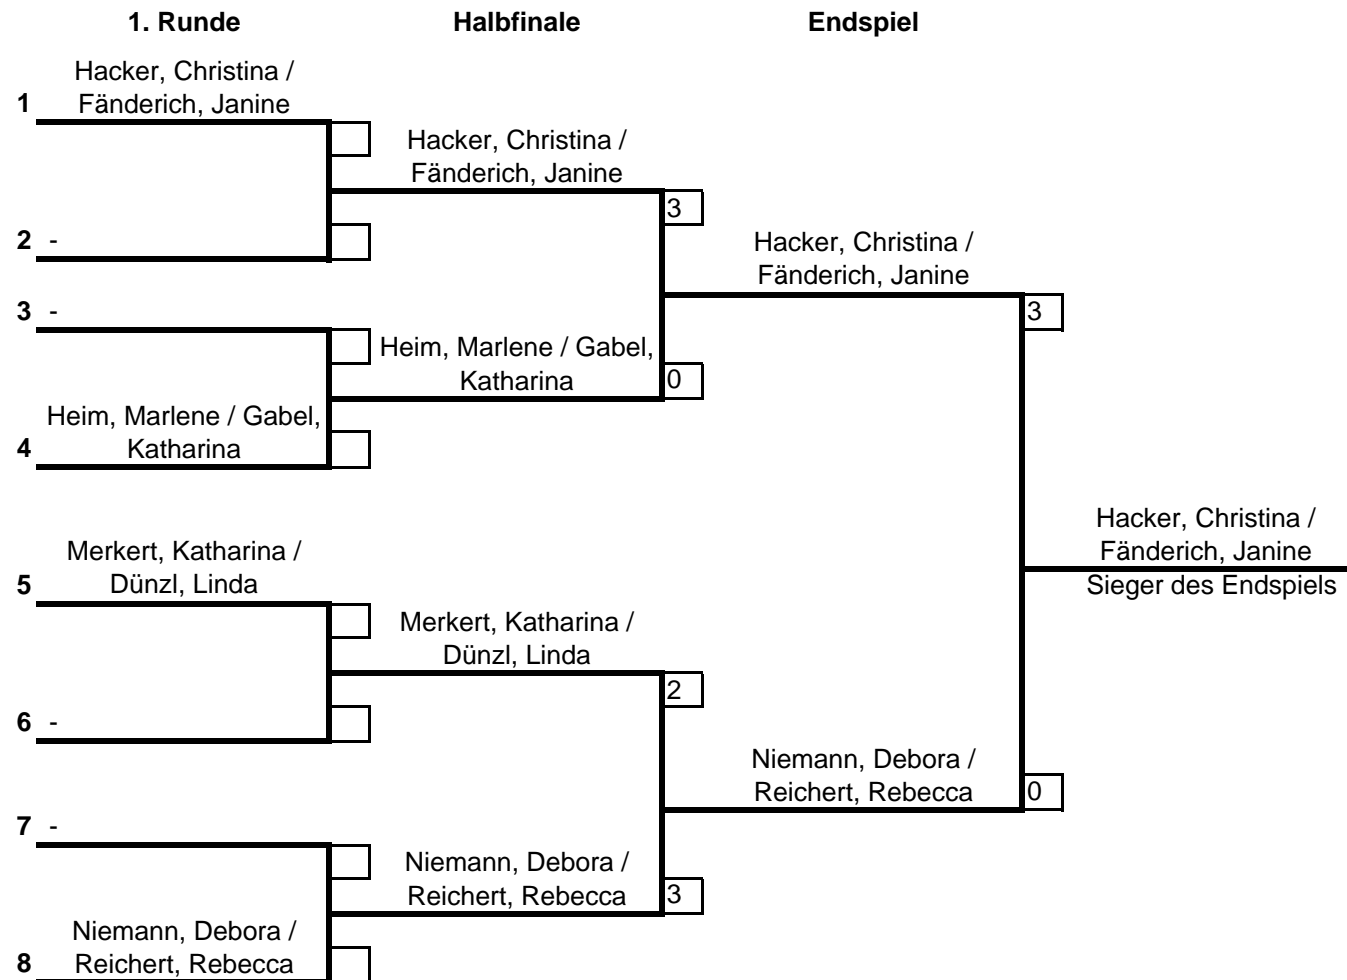 1. Runde Halbfinale Endspiel
Hacker, Christina /
1 Fänderich, Janine
Hacker, Christina /
Fänderich, Janine
3
2 -
Hacker, Christina /
Fänderich, Janine
3 -
3
Heim, Marlene / Gabel,
Katharina
0
Heim, Marlene / Gabel,
4 Katharina
Hacker, Christina /
Fänderich, Janine
Sieger des Endspiels
Merkert, Katharina /
5 Dünzl, Linda
Merkert, Katharina /
Dünzl, Linda
2
6 -
Niemann, Debora /
Reichert, Rebecca
0
7 -
Niemann, Debora /
Reichert, Rebecca
3
Niemann, Debora /
8 Reichert, Rebecca